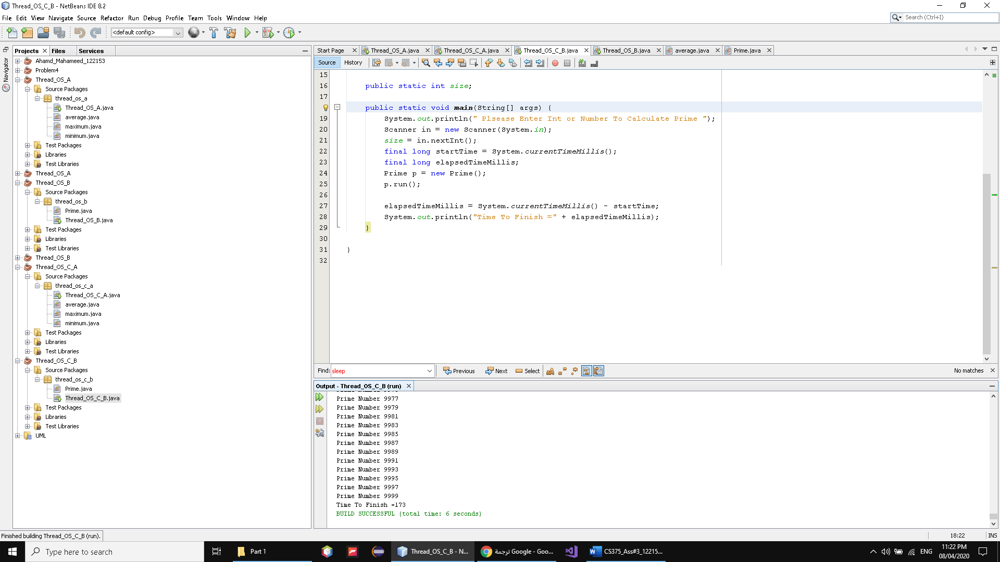 Thread_OS_C_B - NetBeans IDE 8.2
File Edit View Navigate Source Refactor Run Debug Profile Team Tools Window Help
Search (Ctrl+I)
<default config>
Projects Files Services
Navigator
Ahamd_Mahameed_122153
Problem4
Thread_OS_A
Source Packages
thread_os_a
Thread_OS_A.java
average.java
maximum.java
minimum.java
Test Packages
Libraries
Test Libraries
Thread_OS_A
Thread_OS_B
Source Packages
thread_os_b
Prime.java
Thread_OS_B.java
Test Packages
Libraries
Test Libraries
Thread_OS_B
Thread_OS_C_A
Source Packages
thread_os_c_a
Thread_OS_C_A.java
average.java
maximum.java
minimum.java
Test Packages
Libraries
Test Libraries
Thread_OS_C_B
Source Packages
thread_os_c_b
Prime.java
Thread_OS_C_B.java
Test Packages
Libraries
Test Libraries
UML
Start Page Thread_OS_A.java Thread_OS_C_A.java Thread_OS_C_B.java Thread_OS_B.java average.java Prime.java
Source History
15
16 public static int size;
17
public static void main(String[] args) {
19 System.out.println(" Plsease Enter Int or Number To Calculate Prime ");
20 Scanner in = new Scanner(System.in);
21 size = in.nextInt();
22 final long startTime = System.currentTimeMillis();
23 final long elapsedTimeMillis;
24 Prime p = new Prime();
25 p.run();
26
27 elapsedTimeMillis = System.currentTimeMillis() - startTime;
28 System.out.println("Time To Finish =" + elapsedTimeMillis);
29 }
30
31 }
32
Find: sleep Previous Next Select No matches
Output - Thread_OS_C_B (run)
Prime Number 9977
Prime Number 9979
Prime Number 9981
Prime Number 9983
Prime Number 9985
Prime Number 9987
Prime Number 9989
Prime Number 9991
Prime Number 9993
Prime Number 9995
Prime Number 9997
Prime Number 9999
Time To Finish =173
BUILD SUCCESSFUL (total time: 6 seconds)
Finished building Thread_OS_C_B (run).
18:22 INS
Type here to search
Part 1
Thread_OS_C_B - N...
ترجمة Google - Goo...
CS375_Ass#3_12215...
ENG
11:22 PM
08/04/2020